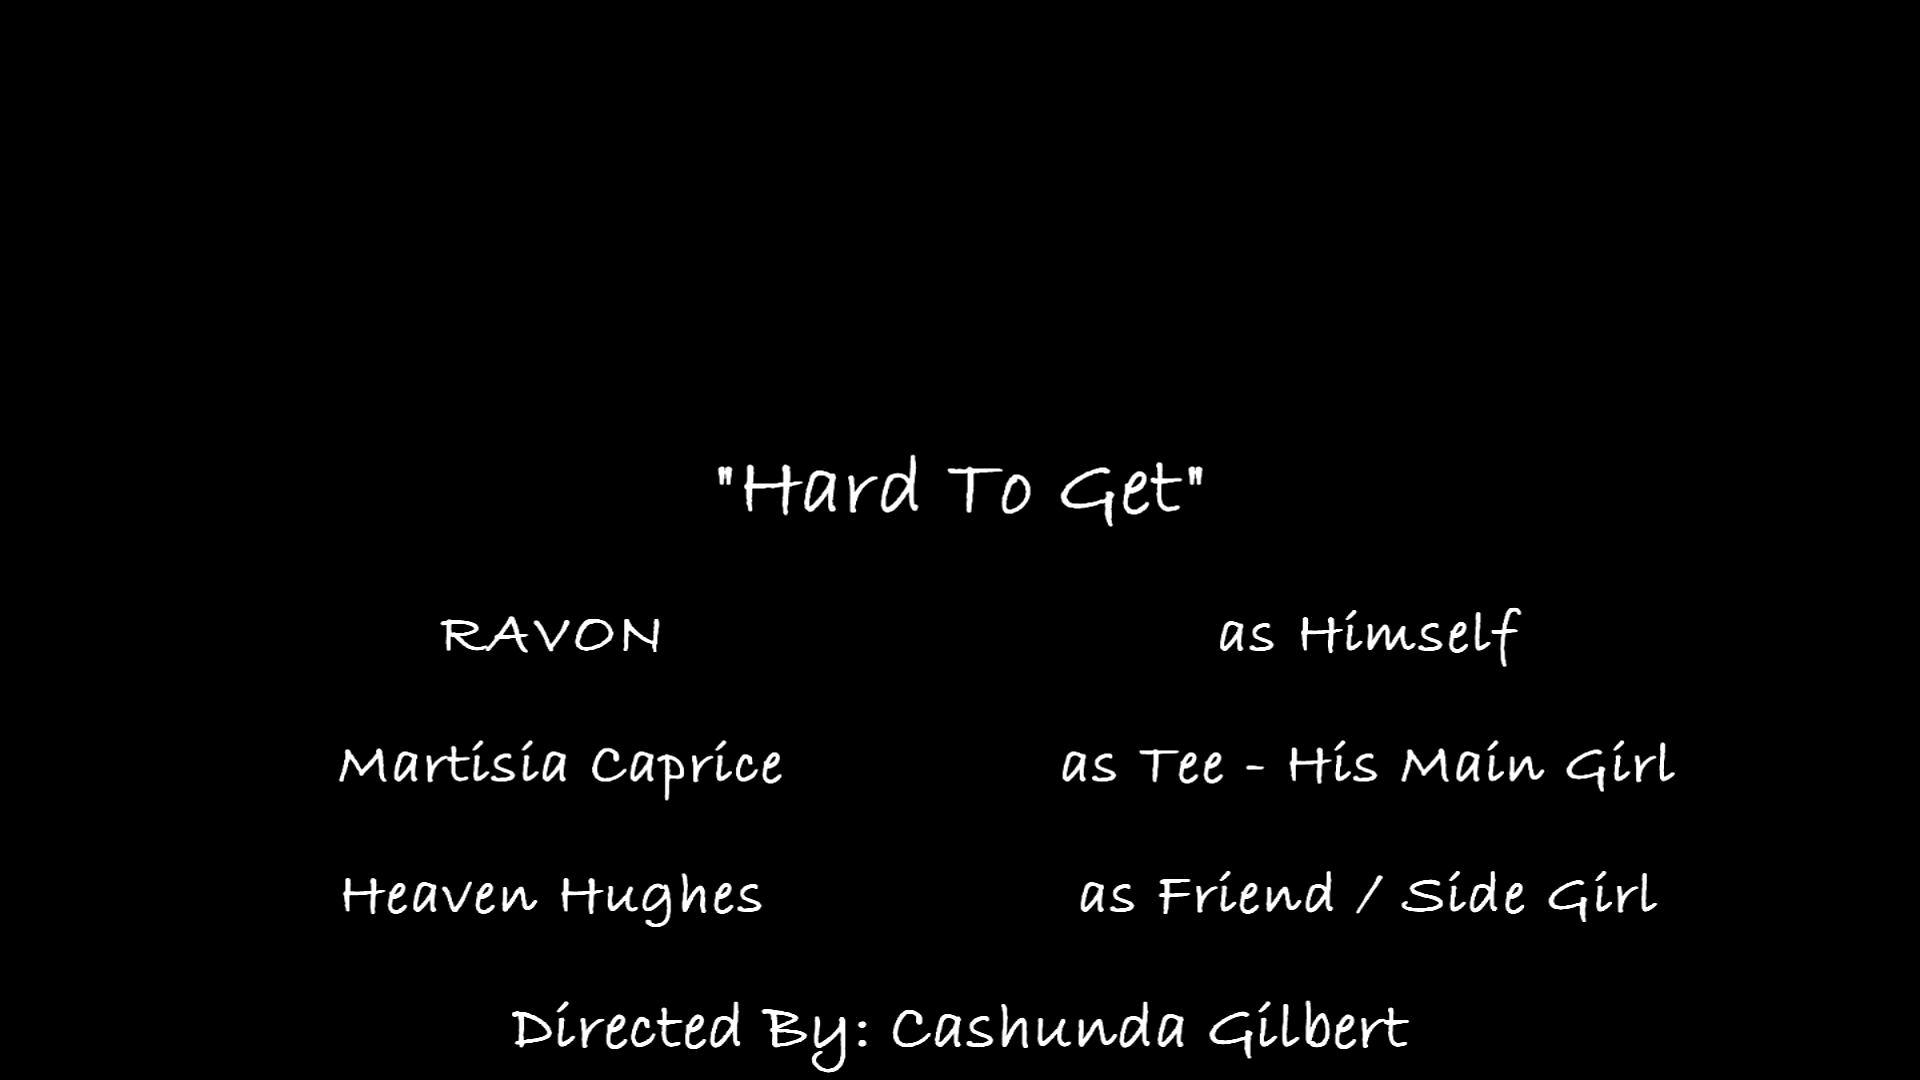 "Hard To Get"
RAVON as Himself
Martisia Caprice as Tee - His Main Girl
Heaven Hughes as Friend / Side Girl
Directed By: Cashunda Gilbert